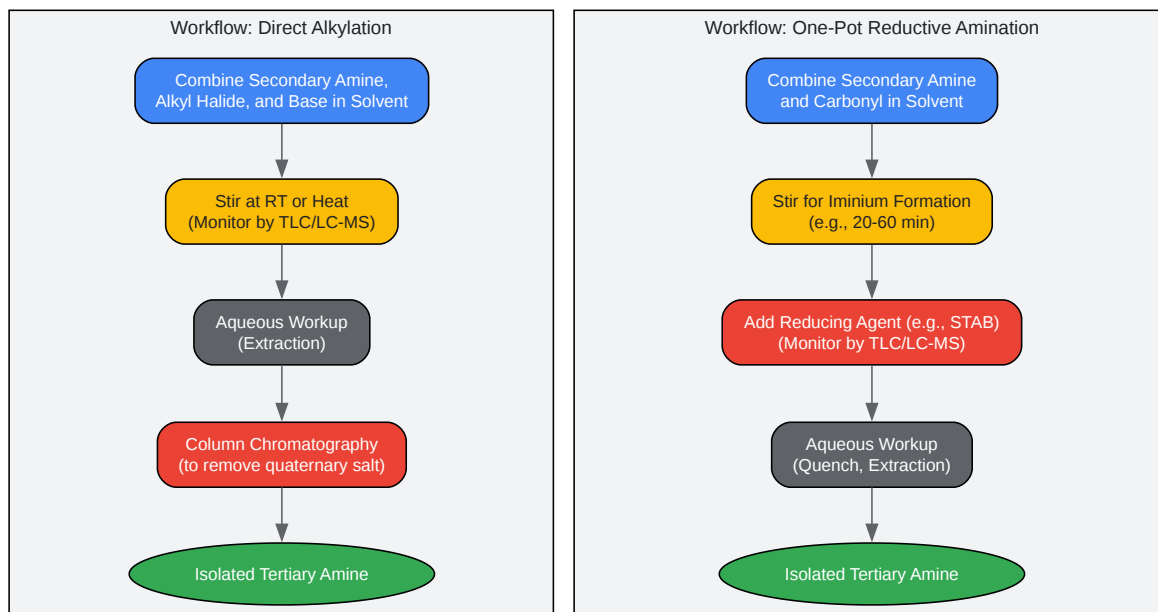 Workflow: Direct Alkylation
Combine Secondary Amine,
Alkyl Halide, and Base in Solvent
Stir at RT or Heat
(Monitor by TLC/LC-MS)
Aqueous Workup
(Extraction)
Column Chromatography
(to remove quaternary salt)
Isolated Tertiary Amine
Workflow: One-Pot Reductive Amination
Combine Secondary Amine
and Carbonyl in Solvent
Stir for Iminium Formation
(e.g., 20-60 min)
Add Reducing Agent (e.g., STAB)
(Monitor by TLC/LC-MS)
Aqueous Workup
(Quench, Extraction)
Isolated Tertiary Amine